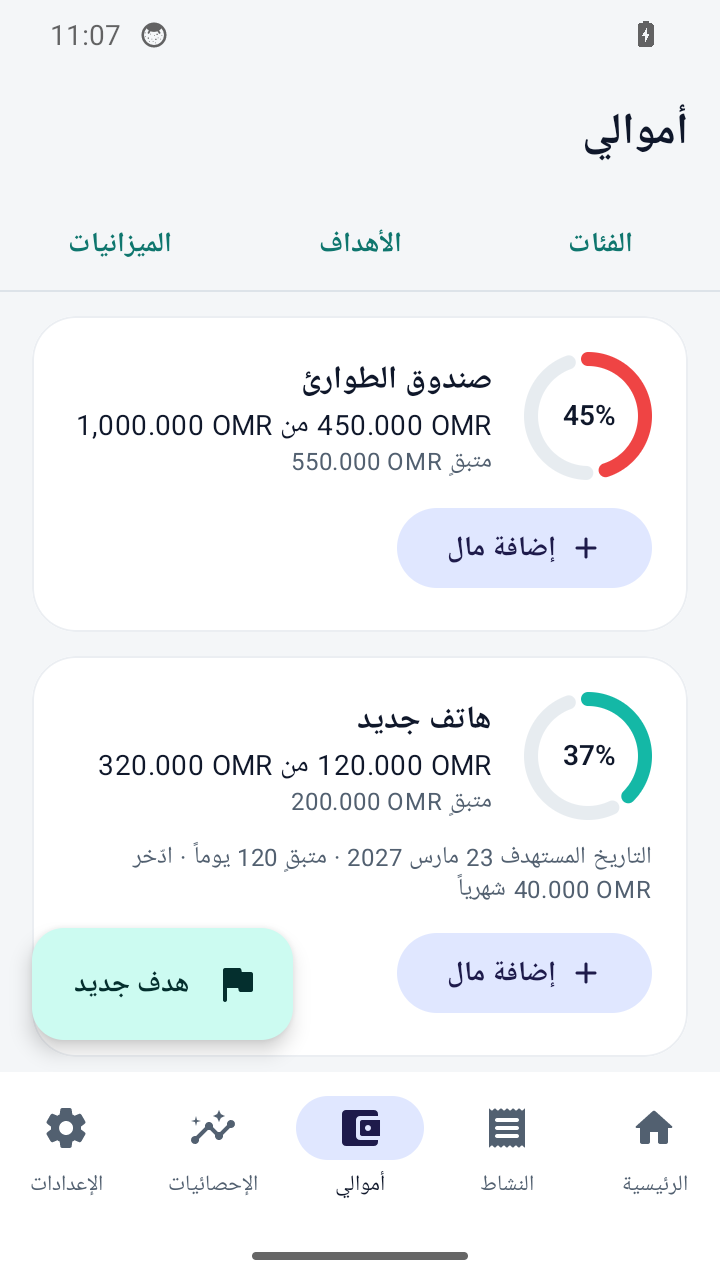 11:07
أموالي
الفئات
الأهداف
الميزانيات
45%
صندوق الطوارئ
450.000 OMR من 1,000.000 OMR
متبقٍ 550.000 OMR
إضافة مال
37%
هاتف جديد
120.000 OMR من 320.000 OMR
متبقٍ 200.000 OMR
التاريخ المستهدف 23 مارس 2027 · متبقٍ 120 يوماً · ادّخر
40.000 OMR شهرياً
إضافة مال
هدف جديد
الرئيسية
النشاط
أموالي
الإحصائيات
الإعدادات